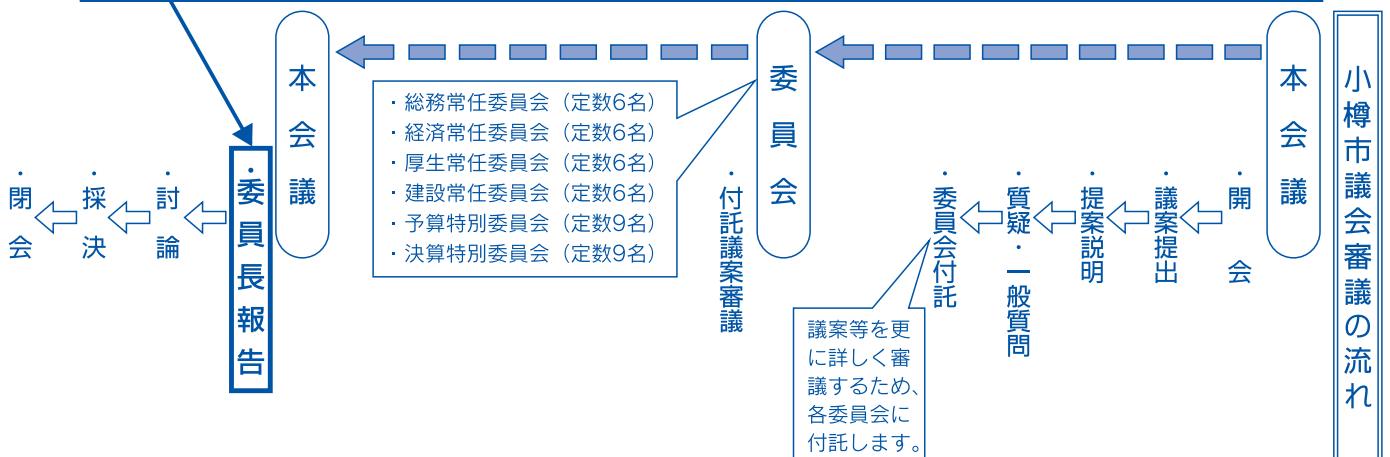 小樽市議会審議の流れ
本会議
・開会
・議案提出
・提案説明
・質疑・一般質問
・委員会付託
議案等を更
に詳しく審
議するため、
各委員会に
付託します。
委員会
・付託議案審議
・総務常任委員会（定数6名）
・経済常任委員会（定数6名）
・厚生常任委員会（定数6名）
・建設常任委員会（定数6名）
・予算特別委員会（定数9名）
・決算特別委員会（定数9名）
本会議
・委員長報告
・討論
・採決
・閉会